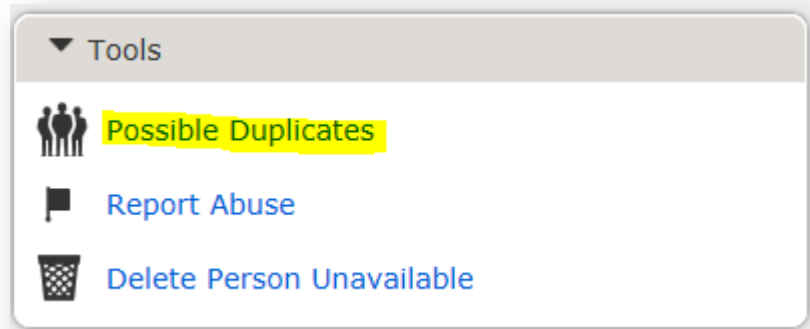 Tools
Possible Duplicates
Report Abuse
Delete Person Unavailable